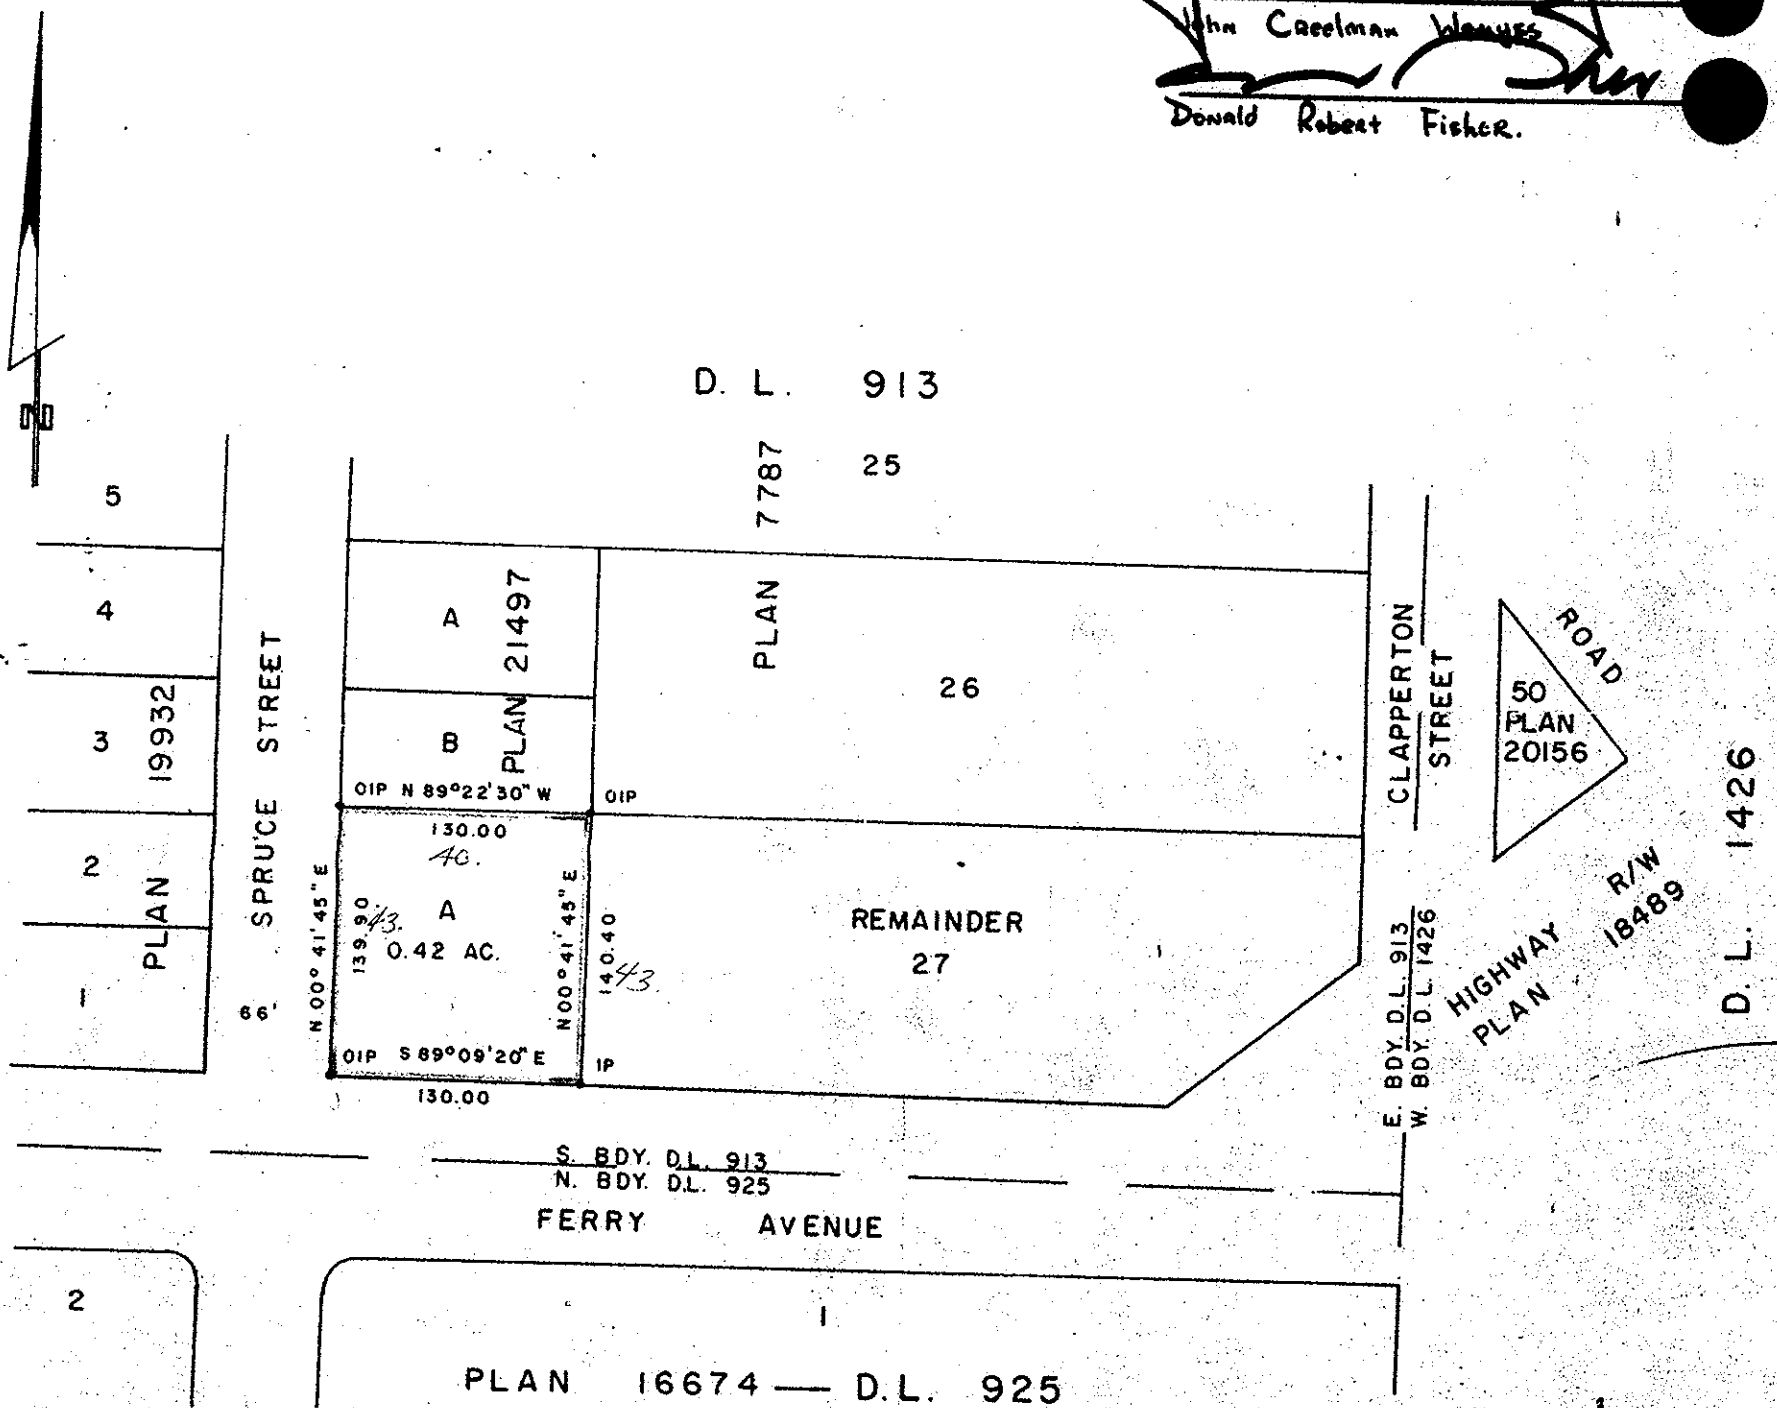 John Creelman Wemyss
Donald Robert Fisher.
N
D. L. 913
PLAN 7787
25
5
4
3
2
1
PLAN 19932
SPRUCE STREET
66'
A
B
PLAN 21497
26
OIP N 89°22'30" W
OIP
130.00
40.
N 00° 41' 45" E
139.90
43.
A
0.42 AC.
N 00° 41' 45" E
140.40
43.
OIP S 89°09'20" E
IP
130.00
REMAINDER
27
CLAPPERTON
STREET
ROAD
50
PLAN
20156
HIGHWAY R/W
PLAN 18489
D. L. 1426
E. BDY. D.L. 913
W. BDY. D.L. 1426
S. BDY. D.L. 913
N. BDY. D.L. 925
FERRY AVENUE
2
1
PLAN 16674 — D.L. 925